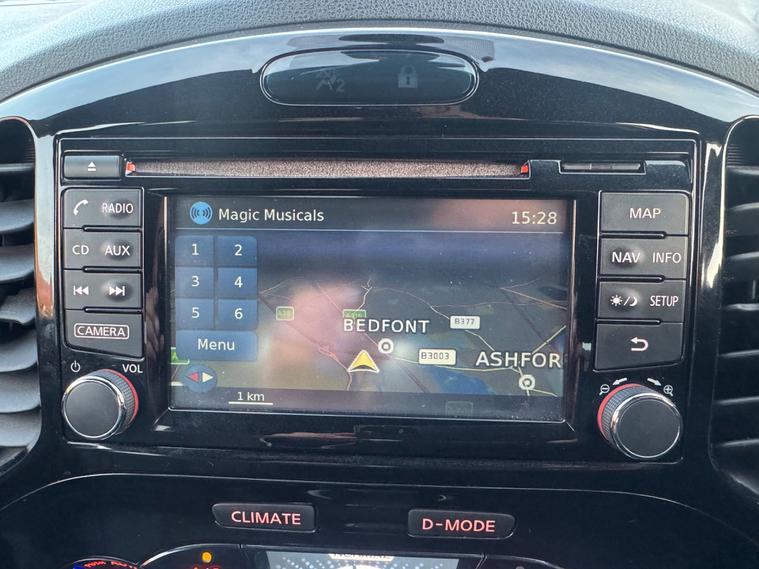 2
Magic Musicals 15:28
RADIO
MAP
CD AUX
NAV INFO
1 2
3 4
5 6
SETUP
BEDFONT
B377
CAMERA
Menu
B3003
ASHFOR
VOL
1 km
CLIMATE
D-MODE